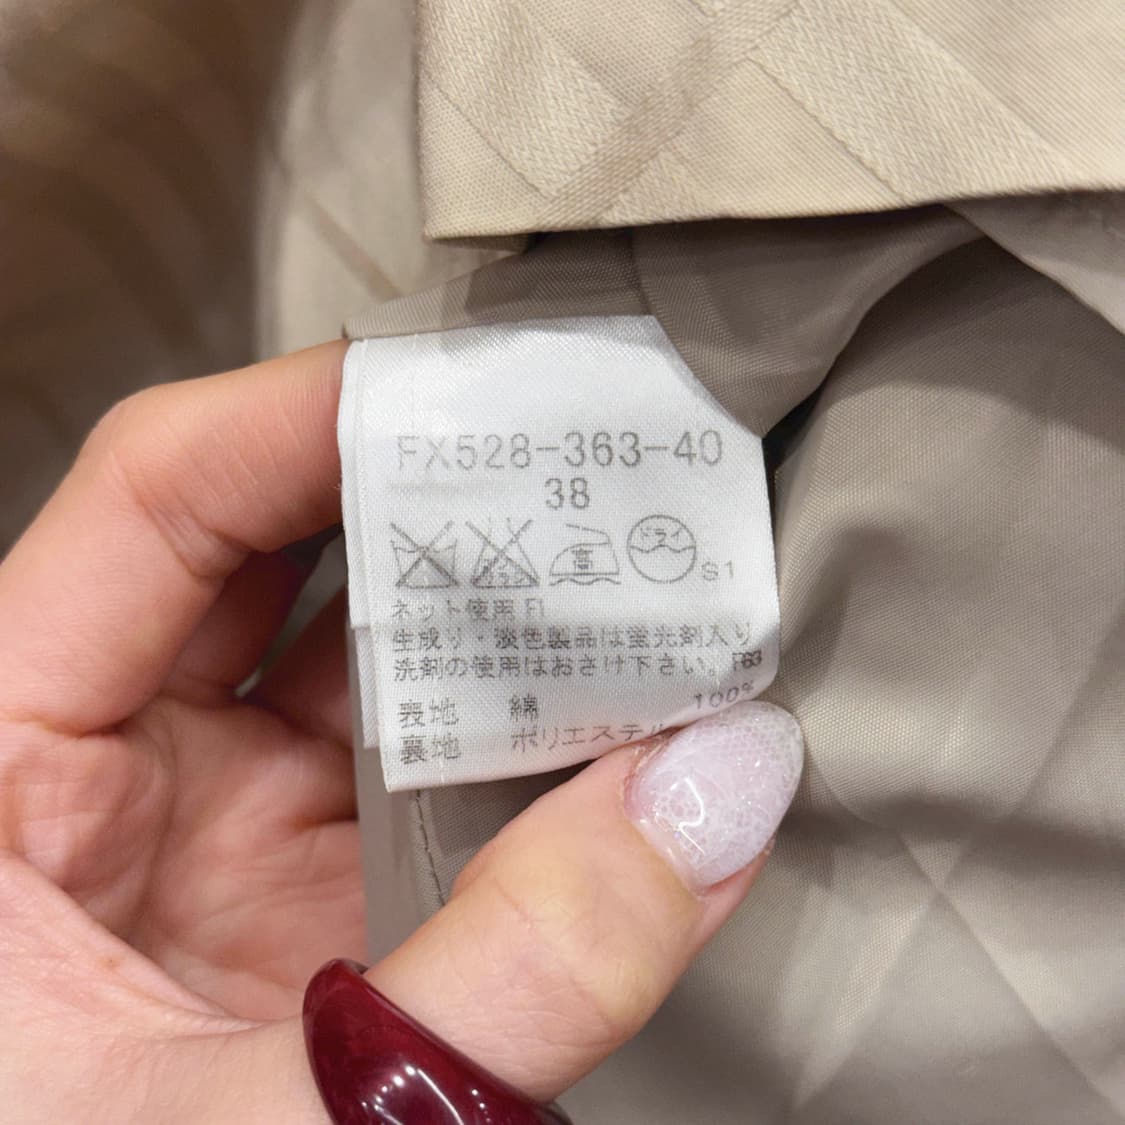 FX528-363-40
38
高 ドライ
S1
ネット使用 F1
生成り・淡色製品は蛍光剤入り
洗剤の使用はおさけ下さい。F63
表地 綿 100%
裏地 ポリエステル